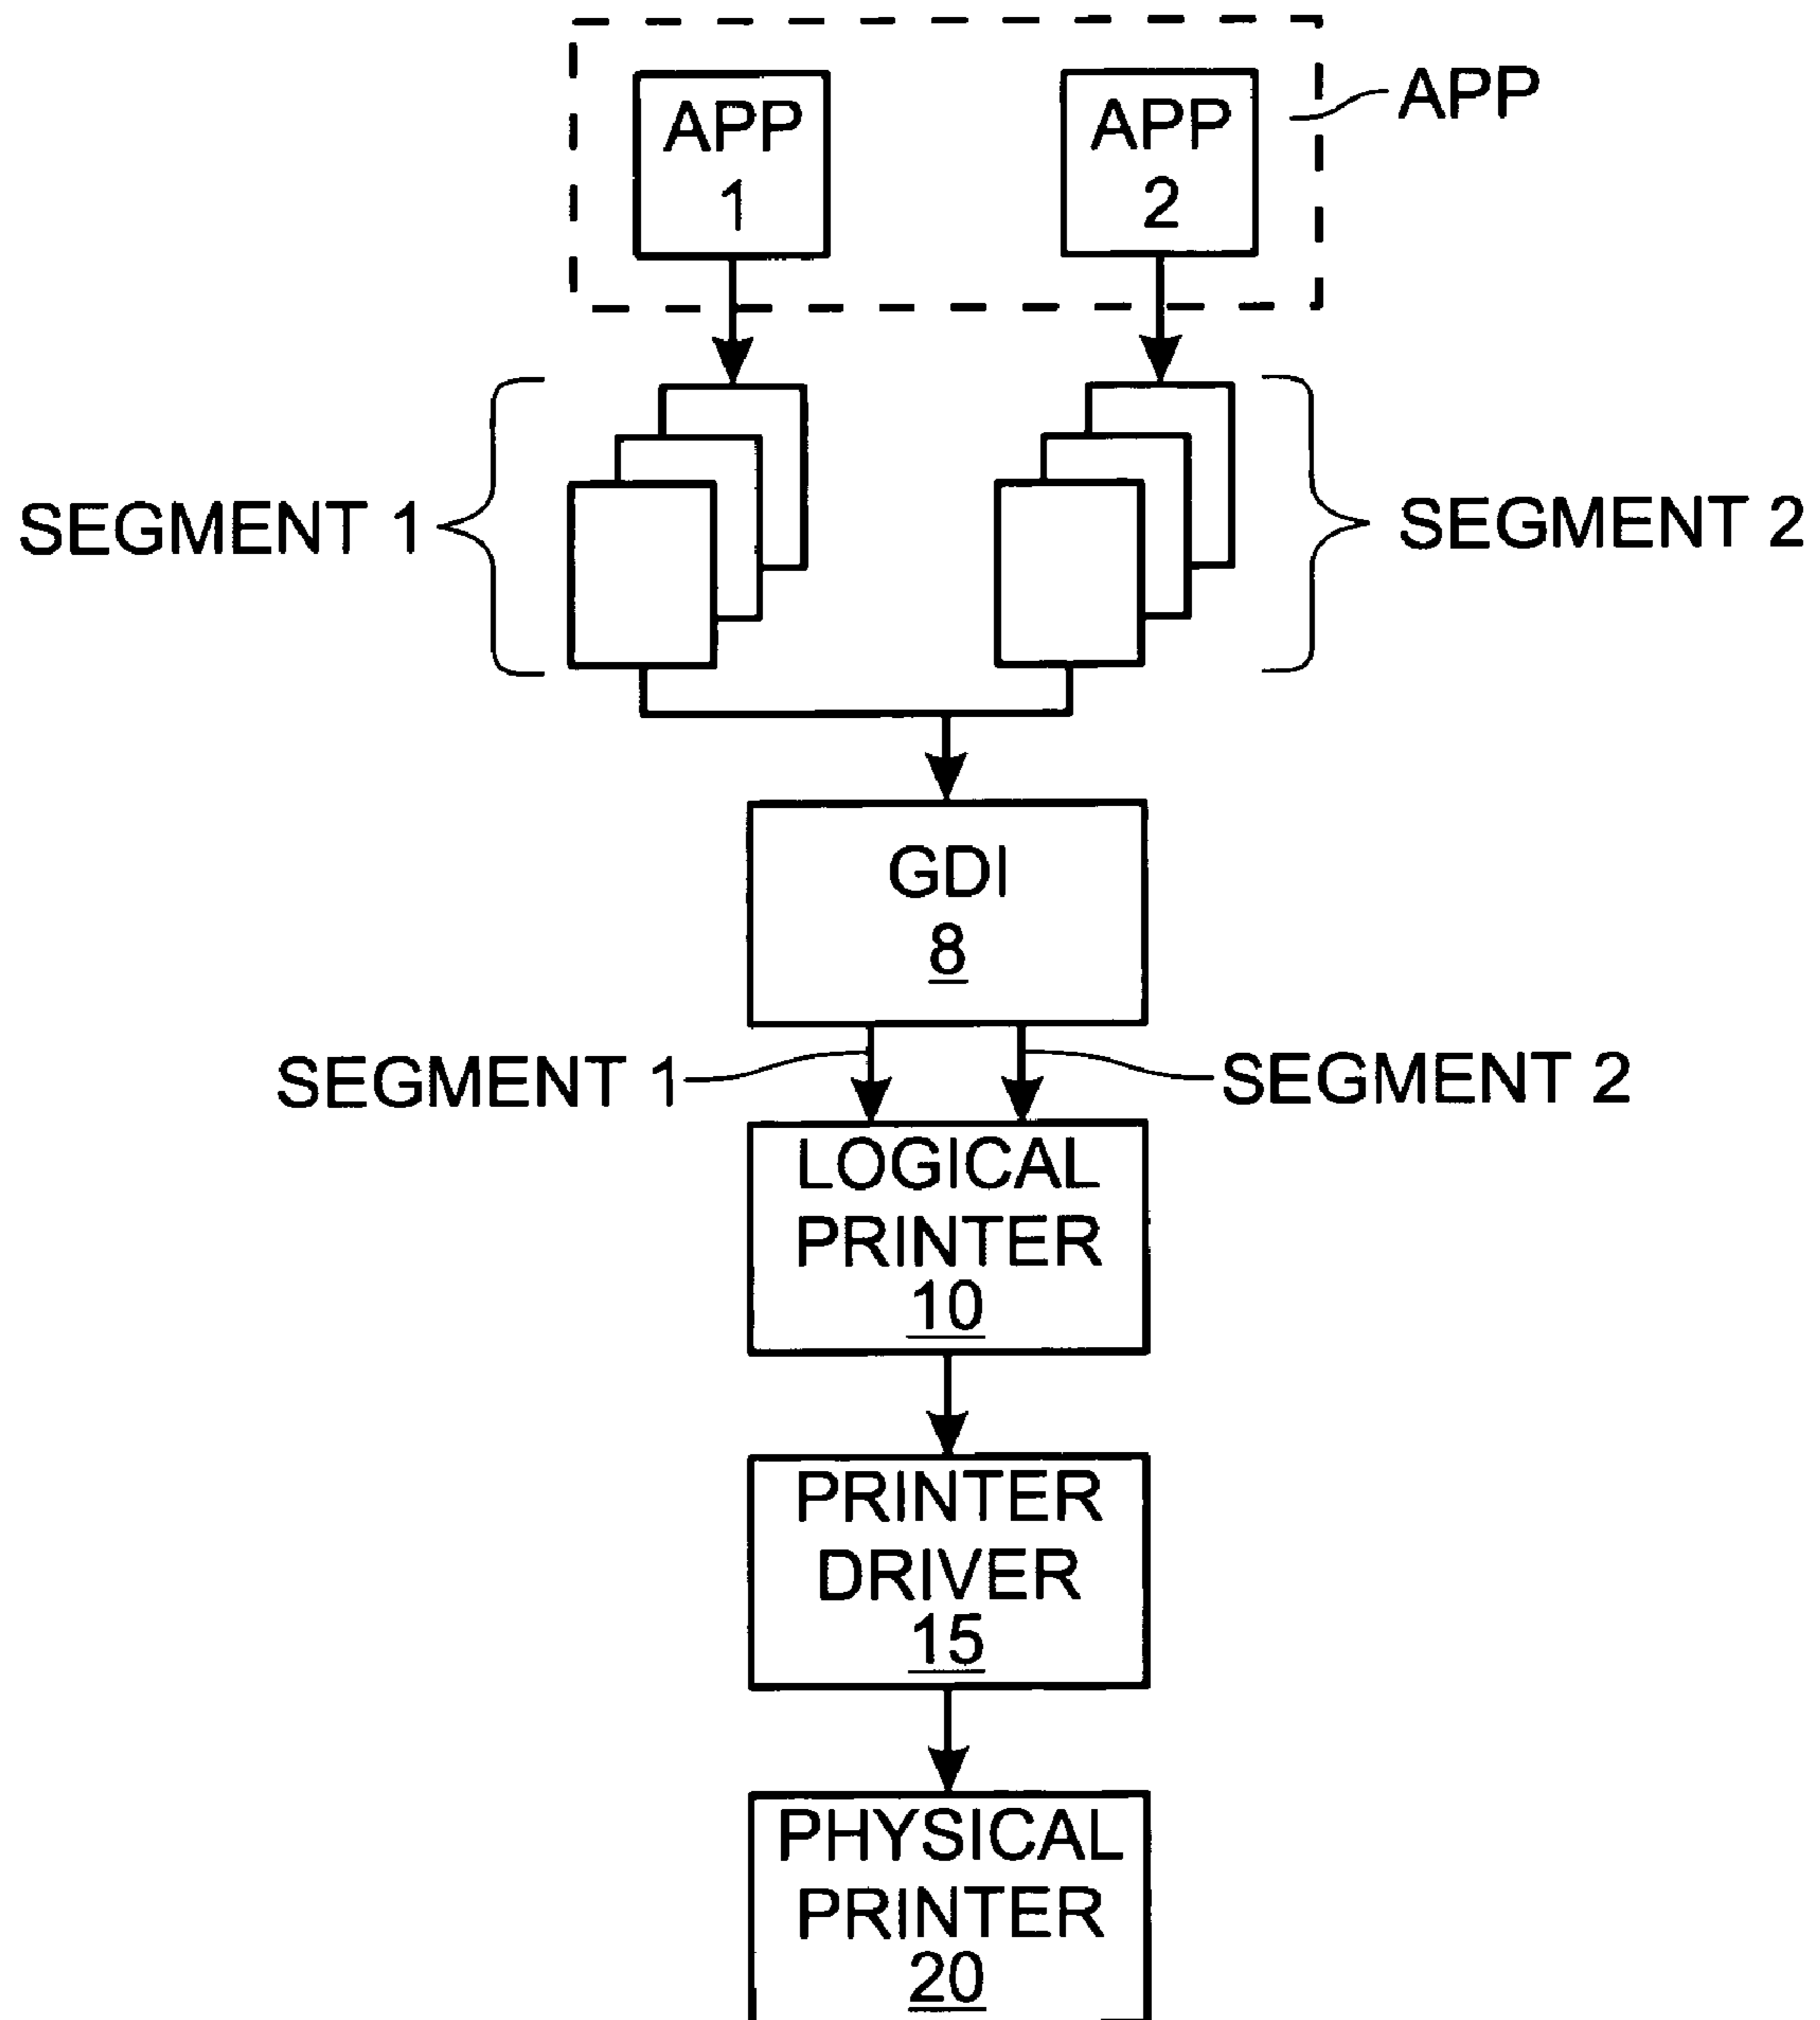 APP
1
APP
2
APP
SEGMENT 1
SEGMENT 2
GDI
8
SEGMENT 1
SEGMENT 2
LOGICAL
PRINTER
10
PRINTER
DRIVER
15
PHYSICAL
PRINTER
20